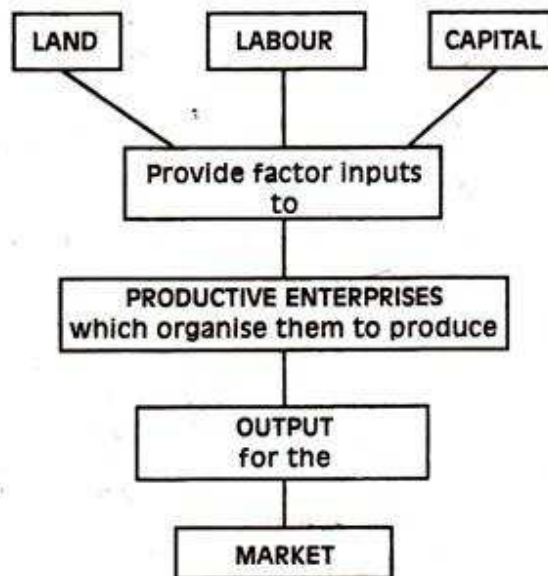 LAND
LABOUR
CAPITAL
Provide factor inputs
to
PRODUCTIVE ENTERPRISES
which organise them to produce
OUTPUT
for the
MARKET